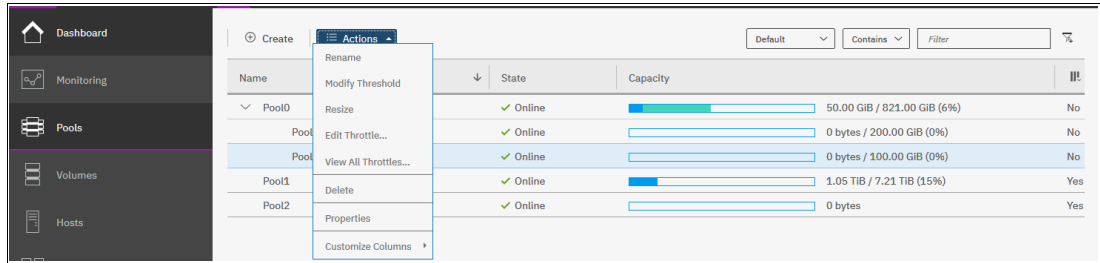 Dashboard
Create Actions Default Contains Filter
Rename
Name State Capacity
Monitoring
Modify Threshold
Pool0 Online 50.00 GiB / 821.00 GiB (6%) No
Resize
Pools
Edit Throttle... Pool Online 0 bytes / 200.00 GiB (0%) No
View All Throttles... Pool Online 0 bytes / 100.00 GiB (0%) No
Volumes
Pool1 Online 1.05 TiB / 7.21 TiB (15%) Yes
Delete
Pool2 Online 0 bytes Yes
Properties
Hosts
Customize Columns